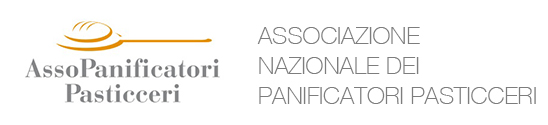 AssoPanificatori
Pasticceri
ASSOCIAZIONE
NAZIONALE DEI
PANIFICATORI PASTICCERI